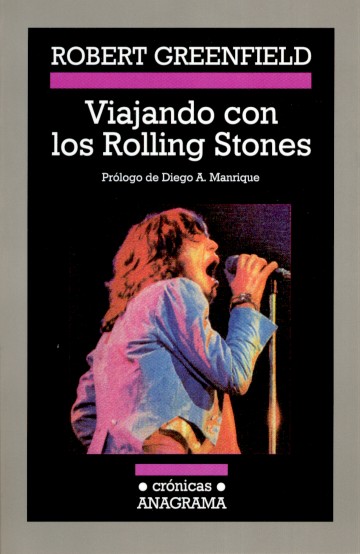 ROBERT GREENFIELD
Viajando con
los Rolling Stones
Prólogo de Diego A. Manrique
• crónicas •
ANAGRAMA